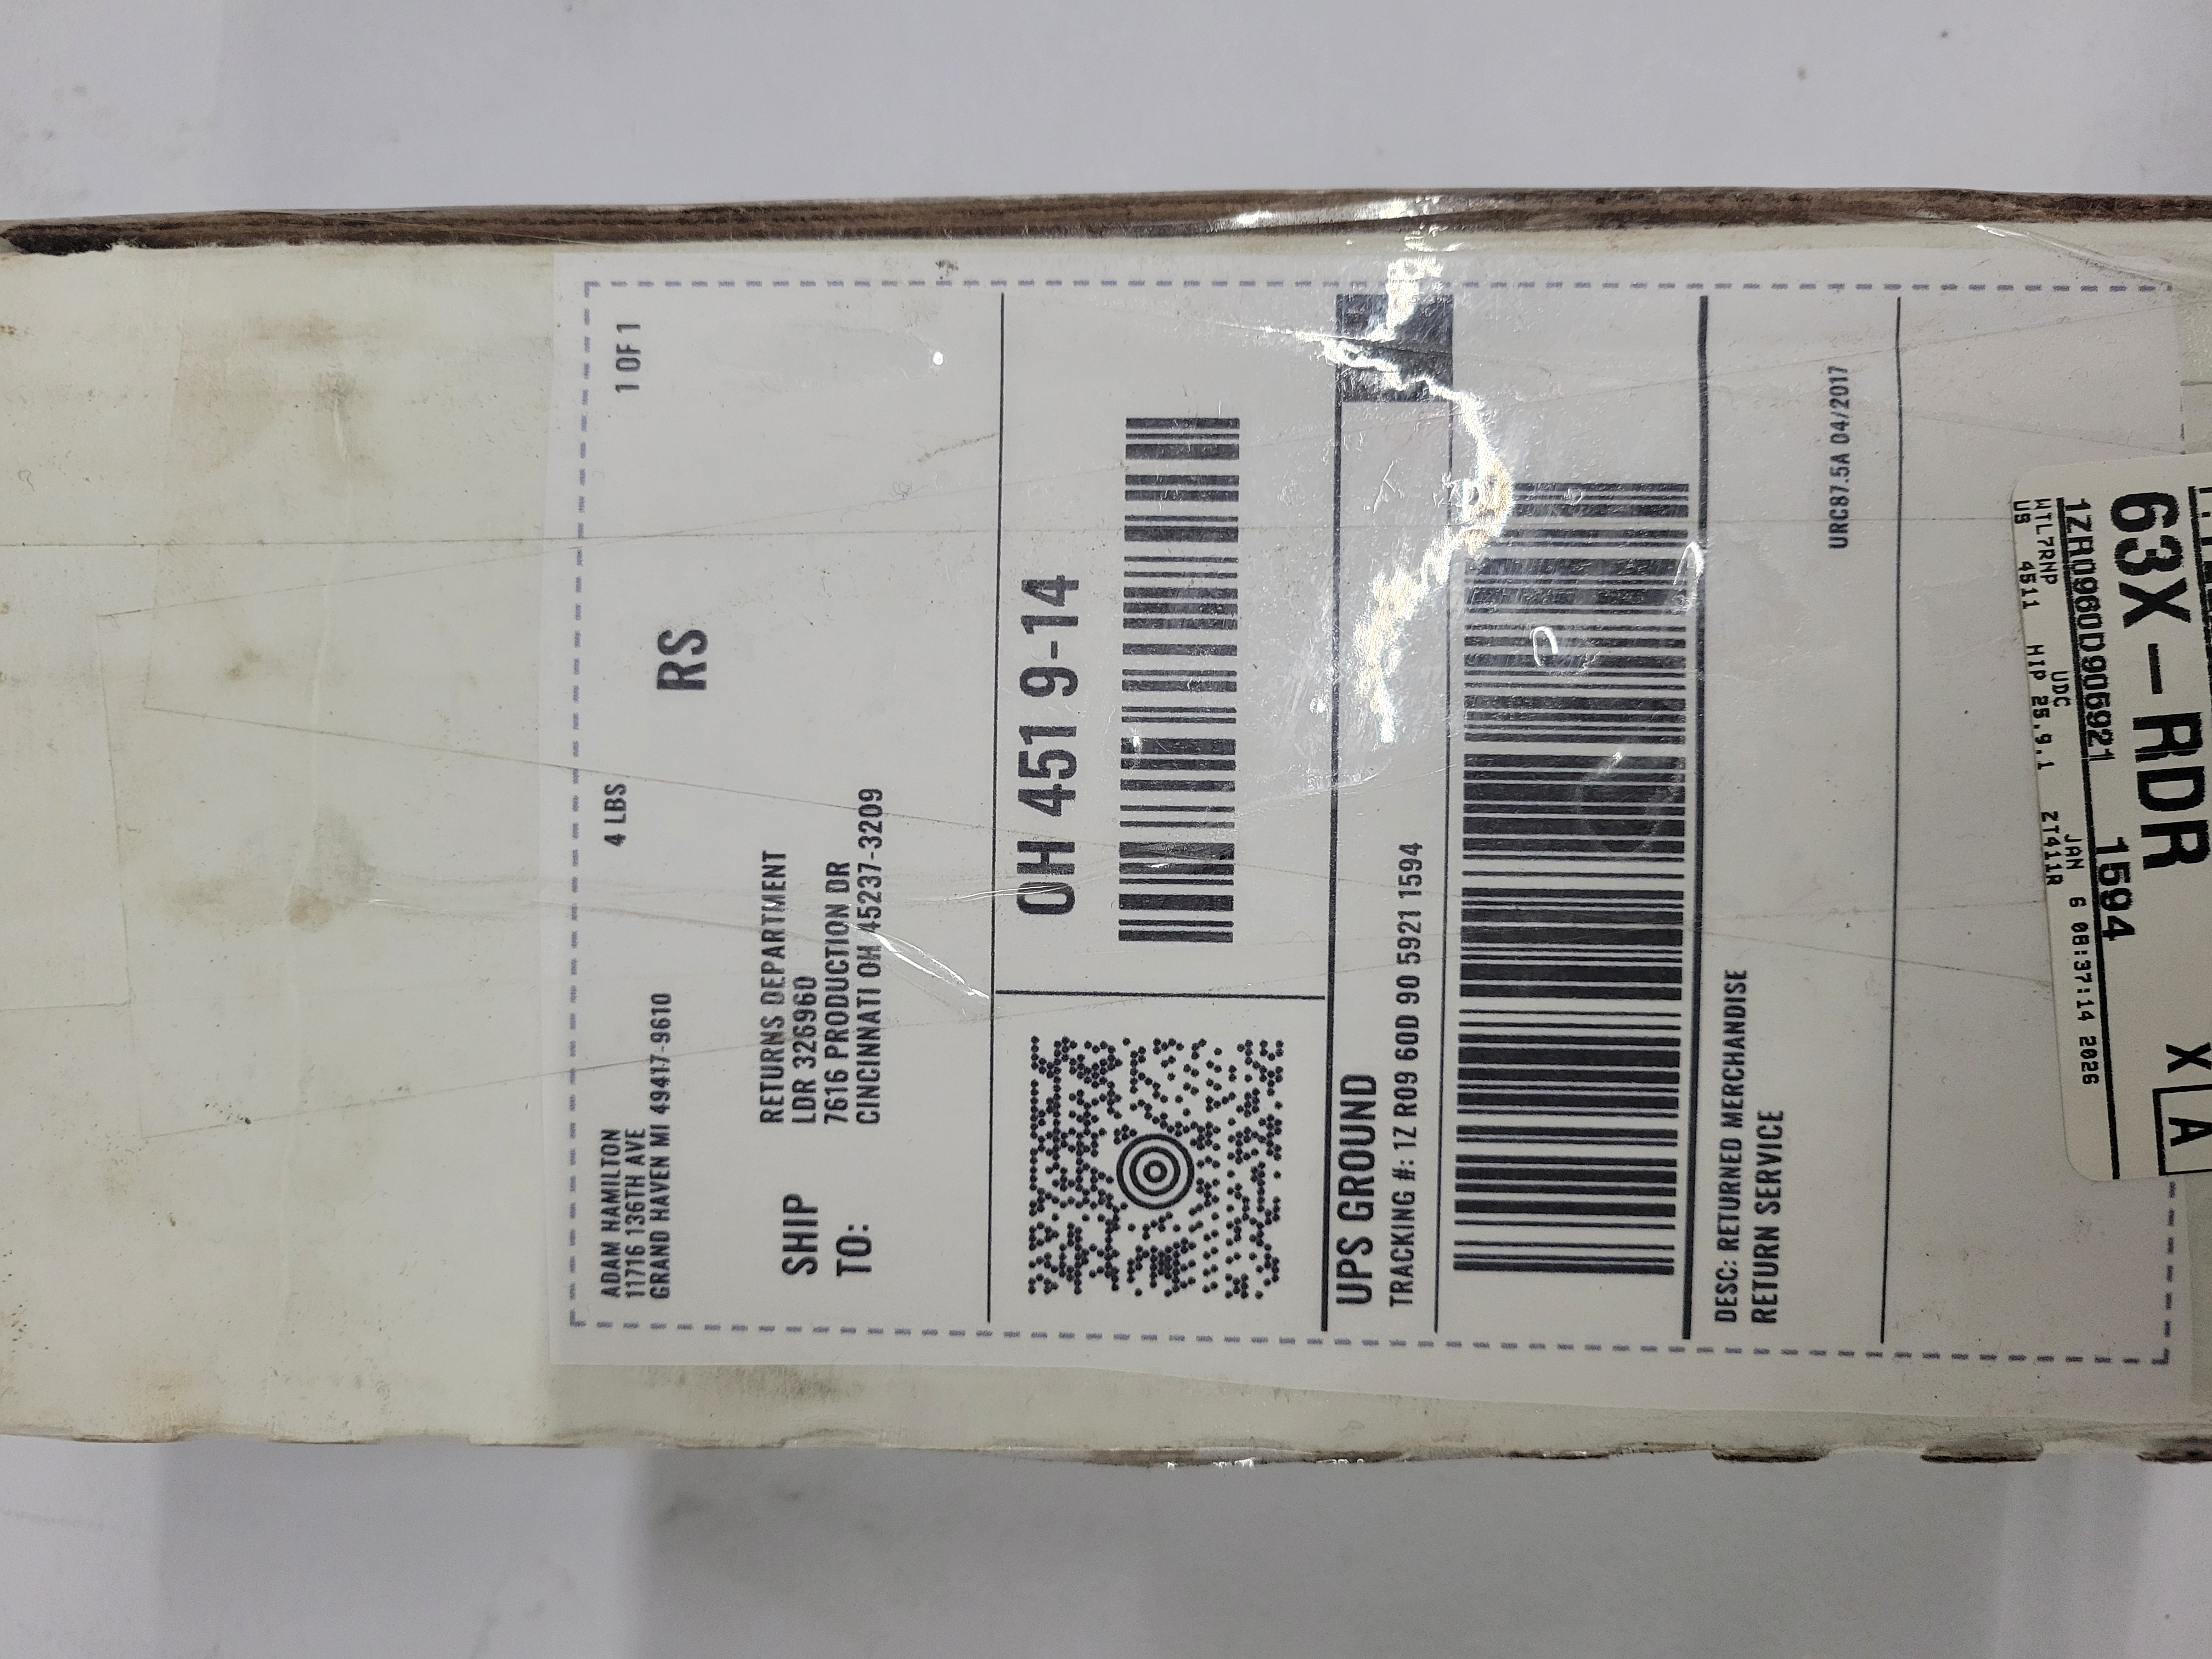 ADAM HAMILTON
11716 136TH AVE
GRAND HAVEN MI 49417-9610
4 LBS
1 OF 1
RS
SHIP
TO:
RETURNS DEPARTMENT
LDR 326960
7616 PRODUCTION DR
CINCINNATI OH 45237-3209
OH 451 9-14
UPS GROUND
TRACKING #: 1Z R09 60D 90 5921 1594
DESC: RETURNED MERCHANDISE
RETURN SERVICE
URC87.5A 04/2017
63X-RDR X A
1ZR0960D905921 1594
UDC JAN 6 08:37:14 2026
WTL7RNP HIP 25.9.1 ZT411R
US 4511